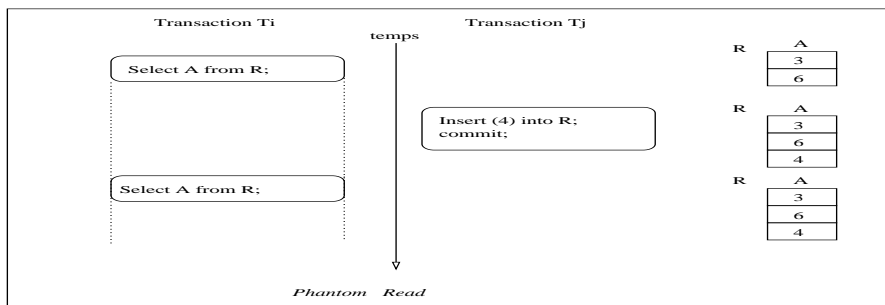 Transaction Ti
Transaction Tj
temps
R A
3
6
Select A from R;
Insert (4) into R;
commit;
R A
3
6
4
Select A from R;
R A
3
6
4
Phantom Read